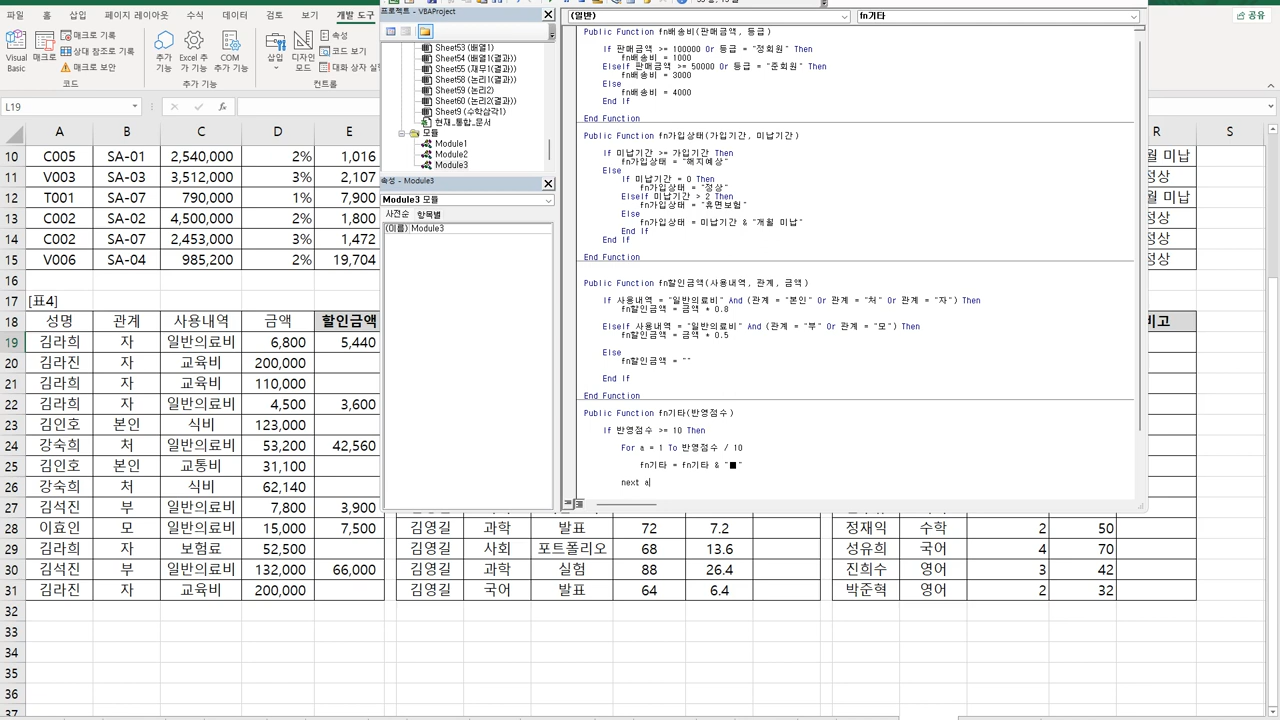 파일 홈 삽입 페이지 레이아웃 수식 데이터 검토 보기 개발 도구
공유
Visual Basic
매크로
매크로 기록
상대 참조로 기록
매크로 보안
추가 기능
Excel 추가 기능
COM 추가 기능
삽입
디자인 모드
속성
코드 보기
대화 상자 실행
코드
추가 기능
컨트롤
L19
fx
A B C D E R S
10 C005 SA-01 2,540,000 2% 1,016
11 V003 SA-03 3,512,000 3% 2,107
12 T001 SA-07 790,000 1% 7,900
13 C002 SA-02 4,500,000 2% 1,800
14 C002 SA-07 2,453,000 3% 1,472
15 V006 SA-04 985,200 2% 19,704
16
17 [표4]
18 성명 관계 사용내역 금액 할인금액
19 김라희 자 일반의료비 6,800 5,440
20 김라진 자 교육비 200,000
21 김라희 자 교육비 110,000
22 김라희 자 일반의료비 4,500 3,600
23 김인호 본인 식비 123,000
24 강숙희 처 일반의료비 53,200 42,560
25 김인호 본인 교통비 31,100
26 강숙희 처 식비 62,140
27 김석진 부 일반의료비 7,800 3,900
28 이효인 모 일반의료비 15,000 7,500
29 김라희 자 보험료 52,500
30 김석진 부 일반의료비 132,000 66,000
31 김라진 자 교육비 200,000
32
33
34
35
36
37
프로젝트 - VBAProject
Sheet53 (배열1)
Sheet54 (배열1(결과))
Sheet55 (재무1(결과))
Sheet58 (논리1(결과))
Sheet59 (논리2)
Sheet60 (논리2(결과))
Sheet9 (수학삼각1)
현재_통합_문서
모듈
Module1
Module2
Module3
속성 - Module3
Module3 모듈
사전순 항목별
(이름) Module3
(일반)
fn기타
Public Function fn배송비(판매금액, 등급)
If 판매금액 >= 100000 Or 등급 = "정회원" Then
fn배송비 = 1000
ElseIf 판매금액 >= 50000 Or 등급 = "준회원" Then
fn배송비 = 3000
Else
fn배송비 = 4000
End If
End Function
Public Function fn가입상태(가입기간, 미납기간)
If 미납기간 >= 가입기간 Then
fn가입상태 = "해지예상"
Else
If 미납기간 = 0 Then
fn가입상태 = "정상"
ElseIf 미납기간 > 2 Then
fn가입상태 = "휴면보험"
Else
fn가입상태 = 미납기간 & "개월 미납"
End If
End If
End Function
Public Function fn할인금액(사용내역, 관계, 금액)
If 사용내역 = "일반의료비" And (관계 = "본인" Or 관계 = "처" Or 관계 = "자") Then
fn할인금액 = 금액 * 0.8
ElseIf 사용내역 = "일반의료비" And (관계 = "부" Or 관계 = "모") Then
fn할인금액 = 금액 * 0.5
Else
fn할인금액 = ""
End If
End Function
Public Function fn기타(반영점수)
If 반영점수 >= 10 Then
For a = 1 To 반영점수 / 10
fn기타 = fn기타 & "■"
next a
월 미납
정상
월 미납
정상
정상
정상
비고
김영길 과학 발표 72 7.2
김영길 사회 포트폴리오 68 13.6
김영길 과학 실험 88 26.4
김영길 국어 발표 64 6.4
정재익 수학 2 50
성유희 국어 4 70
진희수 영어 3 42
박준혁 영어 2 32